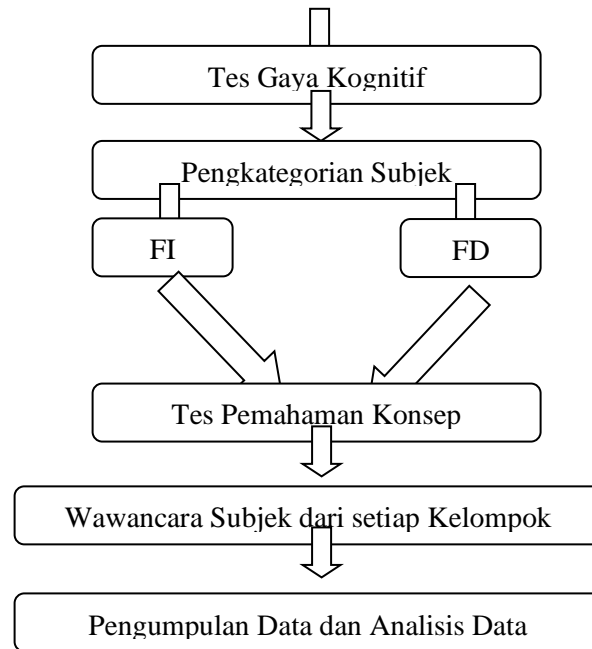 Tes Gaya Kognitif
Pengkategorian Subjek
FI
FD
Tes Pemahaman Konsep
Wawancara Subjek dari setiap Kelompok
Pengumpulan Data dan Analisis Data